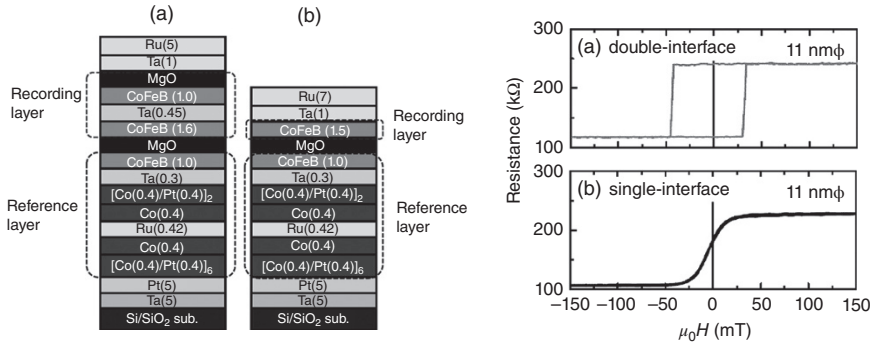 (a)
Ru(5)
Ta(1)
MgO
CoFeB (1.0)
Ta(0.45)
CoFeB (1.6)
MgO
CoFeB (1.0)
Ta(0.3)
[Co(0.4)/Pt(0.4)]2
Co(0.4)
Ru(0.42)
Co(0.4)
[Co(0.4)/Pt(0.4)]6
Pt(5)
Ta(5)
Si/SiO2 sub.
Recording
layer
Reference
layer
(b)
Ru(7)
Ta(1)
CoFeB (1.5)
MgO
CoFeB (1.0)
Ta(0.3)
[Co(0.4)/Pt(0.4)]2
Co(0.4)
Ru(0.42)
Co(0.4)
[Co(0.4)/Pt(0.4)]6
Pt(5)
Ta(5)
Si/SiO2 sub.
Recording
layer
Reference
layer
Resistance (kΩ)
300
200
100
(a) double-interface 11 nmϕ
300
200
100
(b) single-interface 11 nmϕ
−150 −100 −50 0 50 100 150
μ0H (mT)